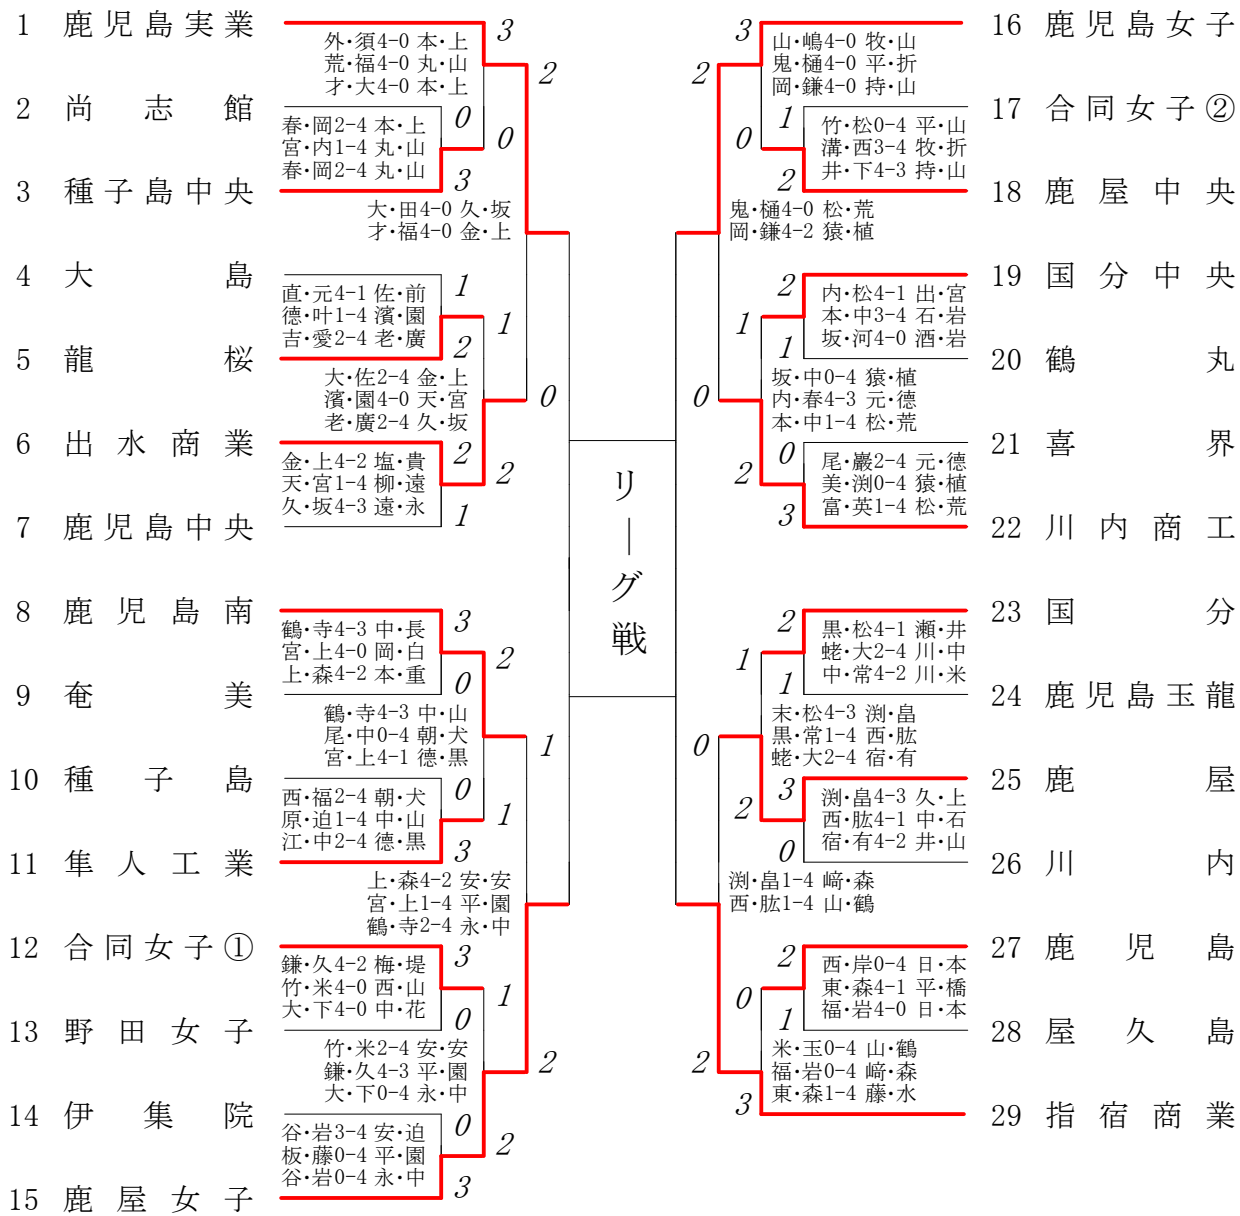 1 鹿児島実業
外・須4-0 本・上
荒・福4-0 丸・山
才・大4-0 本・上
3
2
2 尚志館
春・岡2-4 本・上
宮・内1-4 丸・山
春・岡2-4 丸・山
0
0
3 種子島中央
3
大・田4-0 久・坂
才・福4-0 金・上
4 大島
直・元4-1 佐・前
德・叶1-4 濱・園
吉・愛2-4 老・廣
1
1
5 龍桜
2
大・佐2-4 金・上
濱・園4-0 天・宮
老・廣2-4 久・坂
0
6 出水商業
金・上4-2 塩・貴
天・宮1-4 柳・遠
久・坂4-3 遠・永
2
2
7 鹿児島中央
1
8 鹿児島南
鶴・寺4-3 中・長
宮・上4-0 岡・白
上・森4-2 本・重
3
2
9 奄美
0
鶴・寺4-3 中・山
尾・中0-4 朝・犬
宮・上4-1 德・黒
1
10 種子島
西・福2-4 朝・犬
原・迫1-4 中・山
江・中2-4 德・黒
0
1
11 隼人工業
3
上・森4-2 安・安
宮・上1-4 平・園
鶴・寺2-4 永・中
12 合同女子①
鎌・久4-2 梅・堤
竹・米4-0 西・山
大・下4-0 中・花
3
1
13 野田女子
0
竹・米2-4 安・安
鎌・久4-3 平・園
大・下0-4 永・中
2
14 伊集院
谷・岩3-4 安・迫
板・藤0-4 平・園
谷・岩0-4 永・中
0
2
15 鹿屋女子
3
リーグ戦
16 鹿児島女子
3
2
山・嶋4-0 牧・山
鬼・樋4-0 平・折
岡・鎌4-0 持・山
17 合同女子②
1
0
竹・松0-4 平・山
溝・西3-4 牧・折
井・下4-3 持・山
18 鹿屋中央
2
鬼・樋4-0 松・荒
岡・鎌4-2 猿・植
19 国分中央
2
1
内・松4-1 出・宮
本・中3-4 石・岩
坂・河4-0 酒・岩
20 鶴丸
1
坂・中0-4 猿・植
内・春4-3 元・德
本・中1-4 松・荒
0
21 喜界
0
2
尾・巖2-4 元・德
美・渕0-4 猿・植
富・英1-4 松・荒
22 川内商工
3
23 国分
2
1
黒・松4-1 瀬・井
蛯・大2-4 川・中
中・常4-2 川・米
24 鹿児島玉龍
1
末・松4-3 渕・畠
黒・常1-4 西・肱
蛯・大2-4 宿・有
0
25 鹿屋
3
2
渕・畠4-3 久・上
西・肱4-1 中・石
宿・有4-2 井・山
26 川内
0
渕・畠1-4 﨑・森
西・肱1-4 山・鶴
27 鹿児島
2
0
西・岸0-4 日・本
東・森4-1 平・橋
福・岩4-0 日・本
28 屋久島
1
米・玉0-4 山・鶴
福・岩0-4 﨑・森
東・森1-4 藤・水
2
29 指宿商業
3